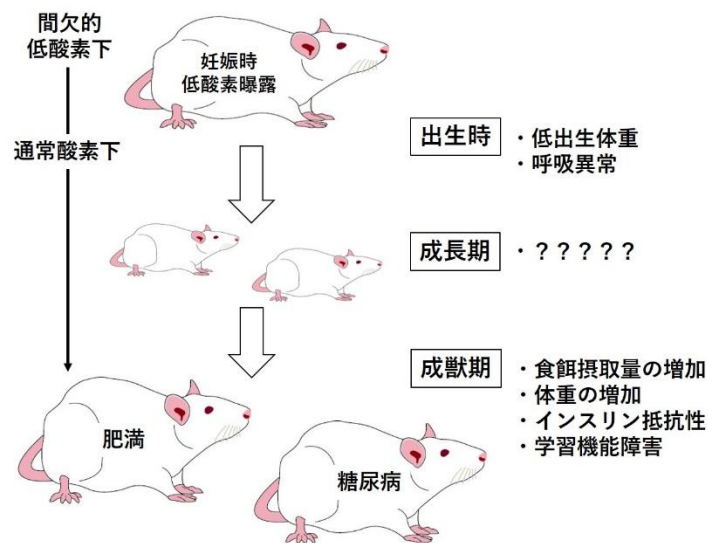 間欠的
低酸素下
妊娠時
低酸素曝露
通常酸素下
出生時
・低出生体重
・呼吸異常
成長期
・？？？？？
成獣期
・食餌摂取量の増加
・体重の増加
・インスリン抵抗性
・学習機能障害
肥満
糖尿病